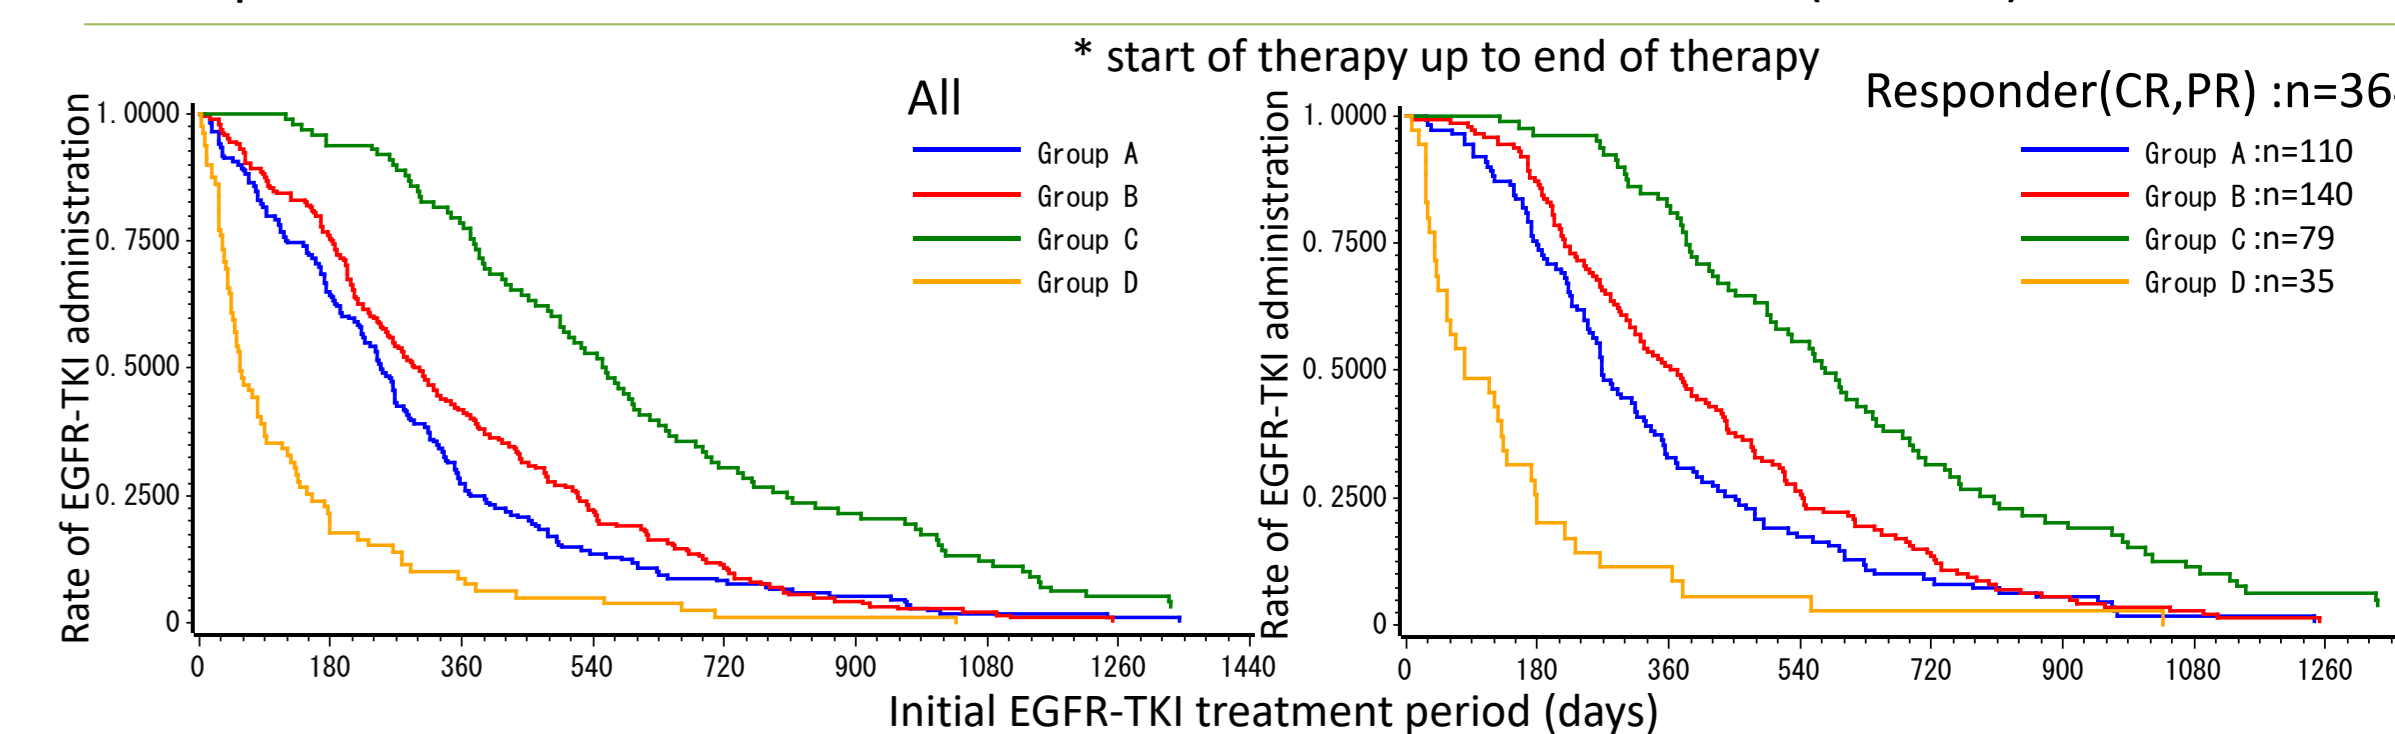 * start of therapy up to end of therapy
All
Group A
Group B
Group C
Group D
Rate of EGFR-TKI administration
1.0000
0.7500
0.5000
0.2500
0
0 180 360 540 720 900 1080 1260 1440
Responder(CR,PR) :n=36
Group A:n=110
Group B:n=140
Group C:n=79
Group D:n=35
Rate of EGFR-TKI administration
1.0000
0.7500
0.5000
0.2500
0
0 180 360 540 720 900 1080 1260
Initial EGFR-TKI treatment period (days)